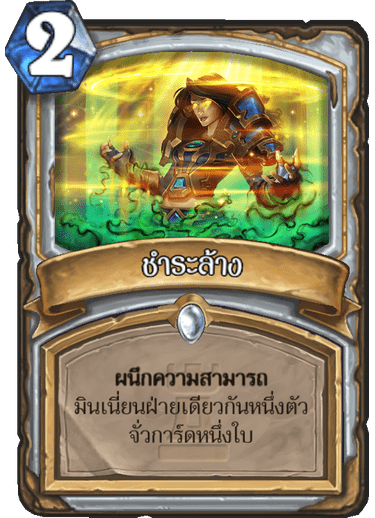 2
ชำระล้าง
ผนึกความสามารถ
มินเนี่ยนฝ่ายเดียวกันหนึ่งตัว
จั่วการ์ดหนึ่งใบ